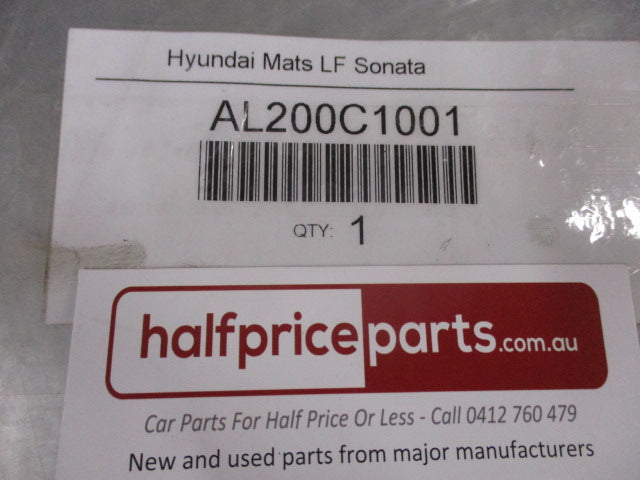 Hyundai Mats LF Sonata
AL200C1001
QTY: 1
halfpriceparts.com.au
Car Parts For Half Price Or Less - Call 0412 760 479
New and used parts from major manufacturers